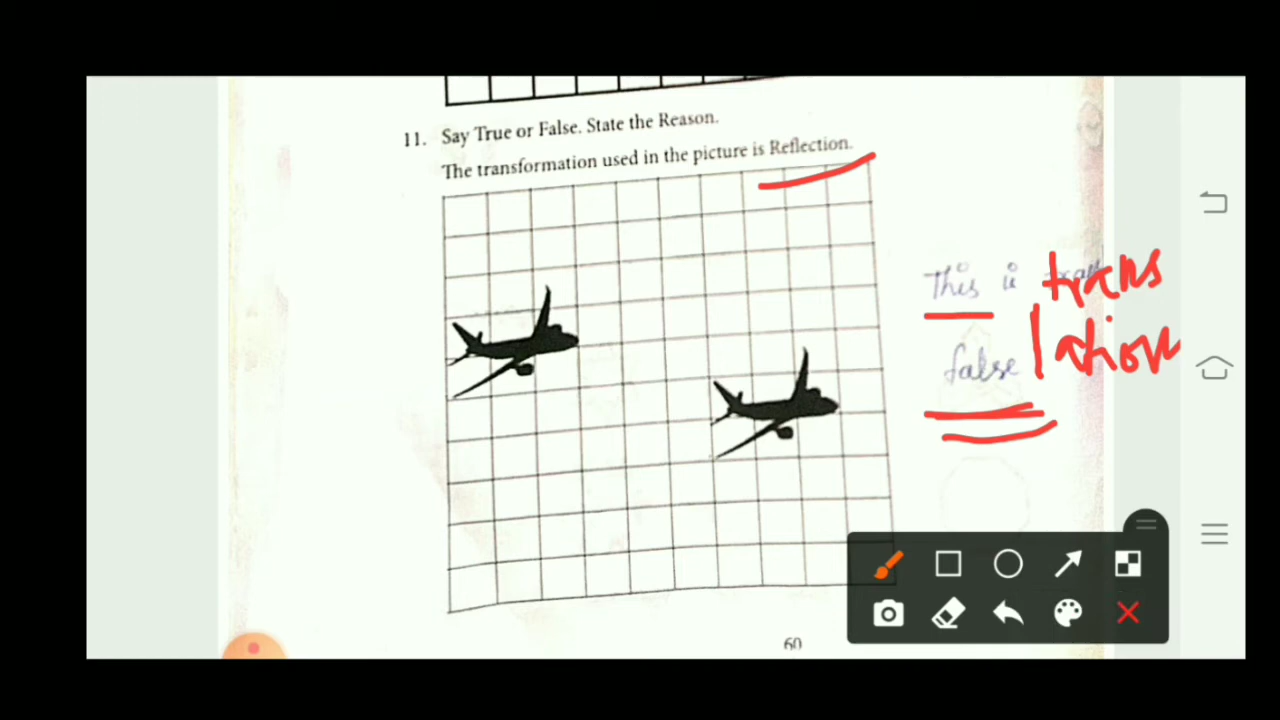 11. Say True or False. State the Reason.
The transformation used in the picture is Reflection.
This is trans
lation
false
60